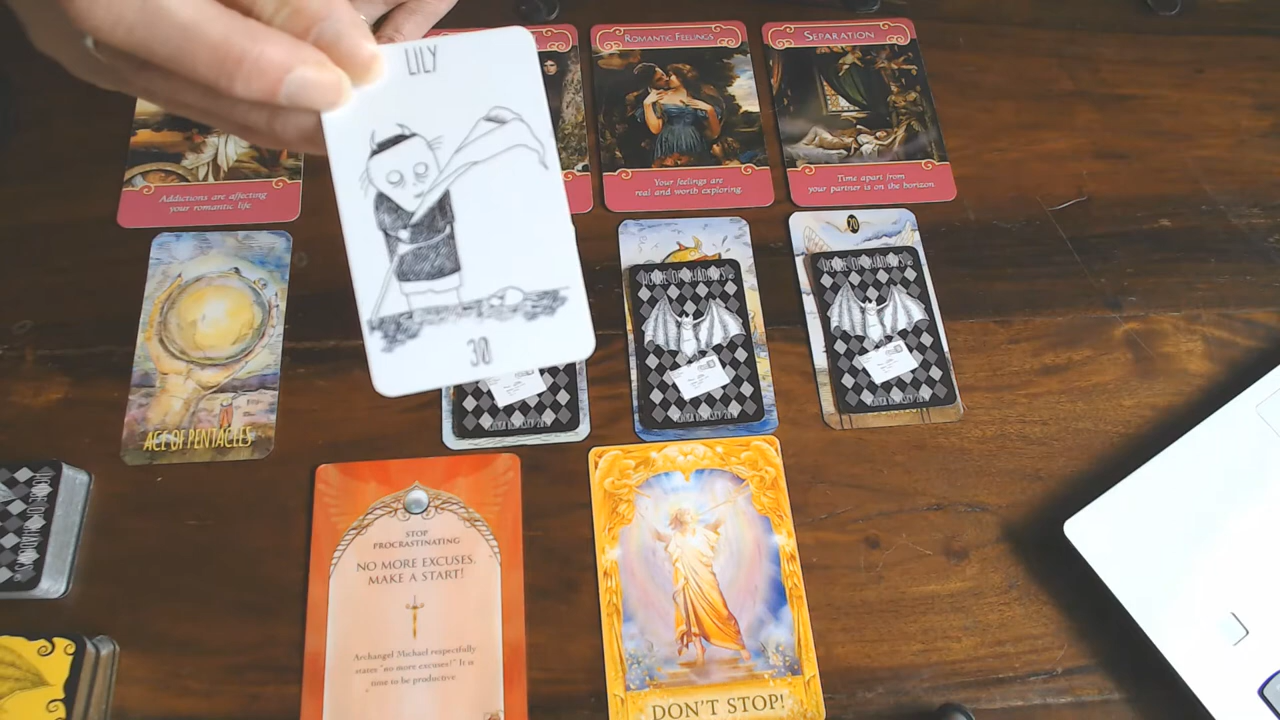 LILY
30
ROMANTIC FEELINGS
SEPARATION
Addictions are affecting
your romantic life
Your feelings are
real and worth exploring.
Time apart from
your partner is on the horizon
20
HOUSE OF SHADOWS
HOUSE OF SHADOWS
ACE OF PENTACLES
HOUSE OF SHADOWS
STOP
PROCRASTINATING
NO MORE EXCUSES.
MAKE A START!
Archangel Michael respectfully
states "no more excuses!" It is
time to be productive
DON'T STOP!